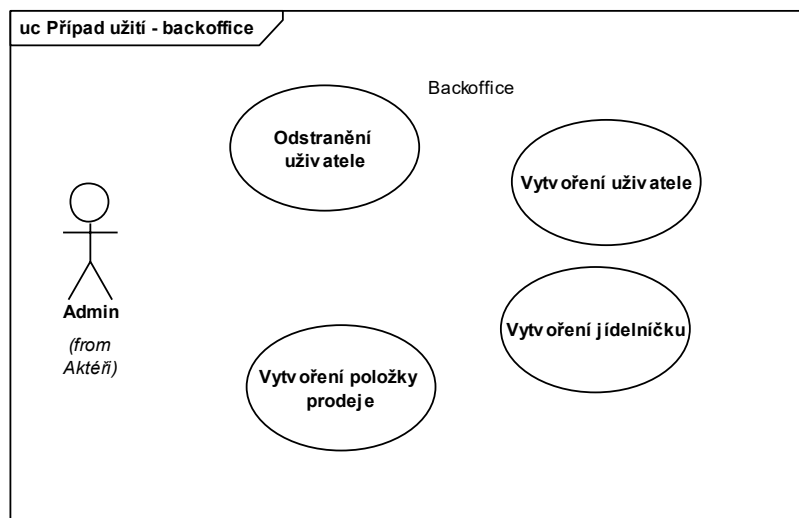 uc Případ užití - backoffice
Backoffice
Odstranění
uživatele
Vytvoření uživatele
Admin
(from
Aktéři)
Vytvoření jídelníčku
Vytvoření položky
prodeje